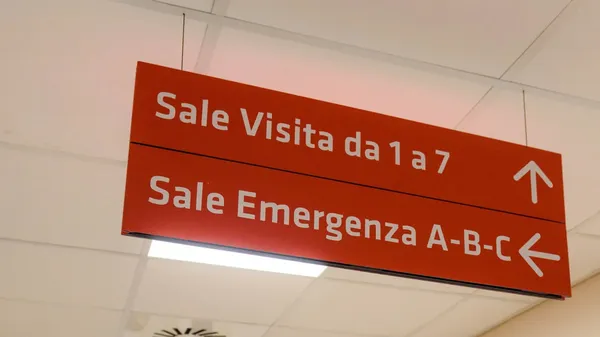 Sale Visita da 1 a 7
Sale Emergenza A-B-C